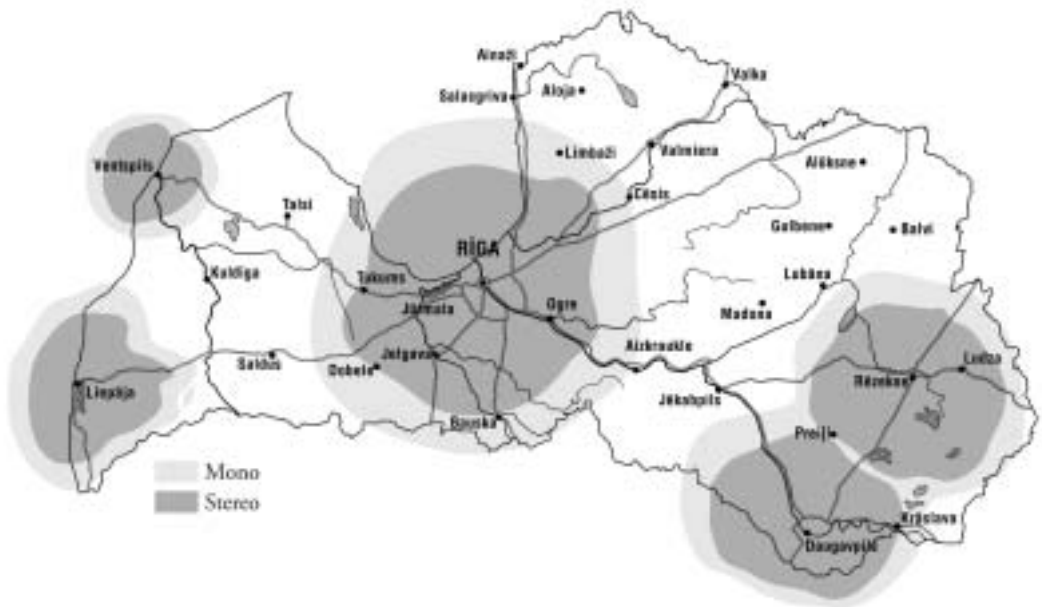 Ainaži
Salacgrīva
Aloja
Valka
Limbaži
Valmiera
Alūksne
Ventspils
Talsi
Cēsis
Gulbene
Balvi
RĪGA
Kuldīga
Tukums
Lubāna
Jūrmala
Ogre
Madona
Aizkraukle
Saldus
Dobele
Jelgava
Ludza
Rēzekne
Liepāja
Jēkabpils
Bauska
Preiļi
Mono
Stereo
Krāslava
Daugavpils